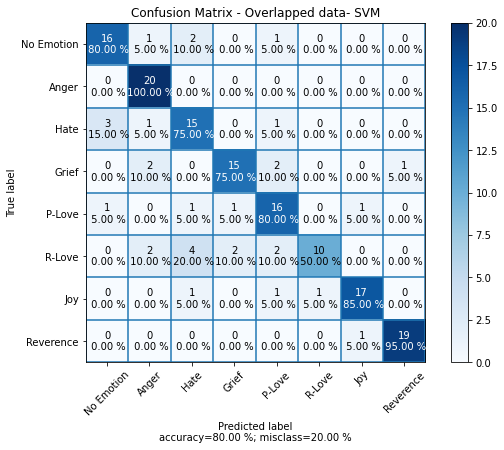 Confusion Matrix - Overlapped data- SVM
No Emotion 16 1 2 0 1 0 0 0
80.00 % 5.00 % 10.00 % 0.00 % 5.00 % 0.00 % 0.00 % 0.00 %
Anger 0 20 0 0 0 0 0 0
0.00 % 100.00 % 0.00 % 0.00 % 0.00 % 0.00 % 0.00 % 0.00 %
Hate 3 1 15 0 1 0 0 0
15.00 % 5.00 % 75.00 % 0.00 % 5.00 % 0.00 % 0.00 % 0.00 %
Grief 0 2 0 15 2 0 0 1
0.00 % 10.00 % 0.00 % 75.00 % 10.00 % 0.00 % 0.00 % 5.00 %
P-Love 1 0 1 1 16 0 1 0
5.00 % 0.00 % 5.00 % 5.00 % 80.00 % 0.00 % 5.00 % 0.00 %
R-Love 0 2 4 2 2 10 0 0
0.00 % 10.00 % 20.00 % 10.00 % 10.00 % 50.00 % 0.00 % 0.00 %
Joy 0 0 1 0 1 1 17 0
0.00 % 0.00 % 5.00 % 0.00 % 5.00 % 5.00 % 85.00 % 0.00 %
Reverence 0 0 0 0 0 0 1 19
0.00 % 0.00 % 0.00 % 0.00 % 0.00 % 0.00 % 5.00 % 95.00 %
True label
No Emotion Anger Hate Grief P-Love R-Love Joy Reverence
Predicted label
accuracy=80.00 %; misclass=20.00 %
20.0
17.5
15.0
12.5
10.0
7.5
5.0
2.5
0.0